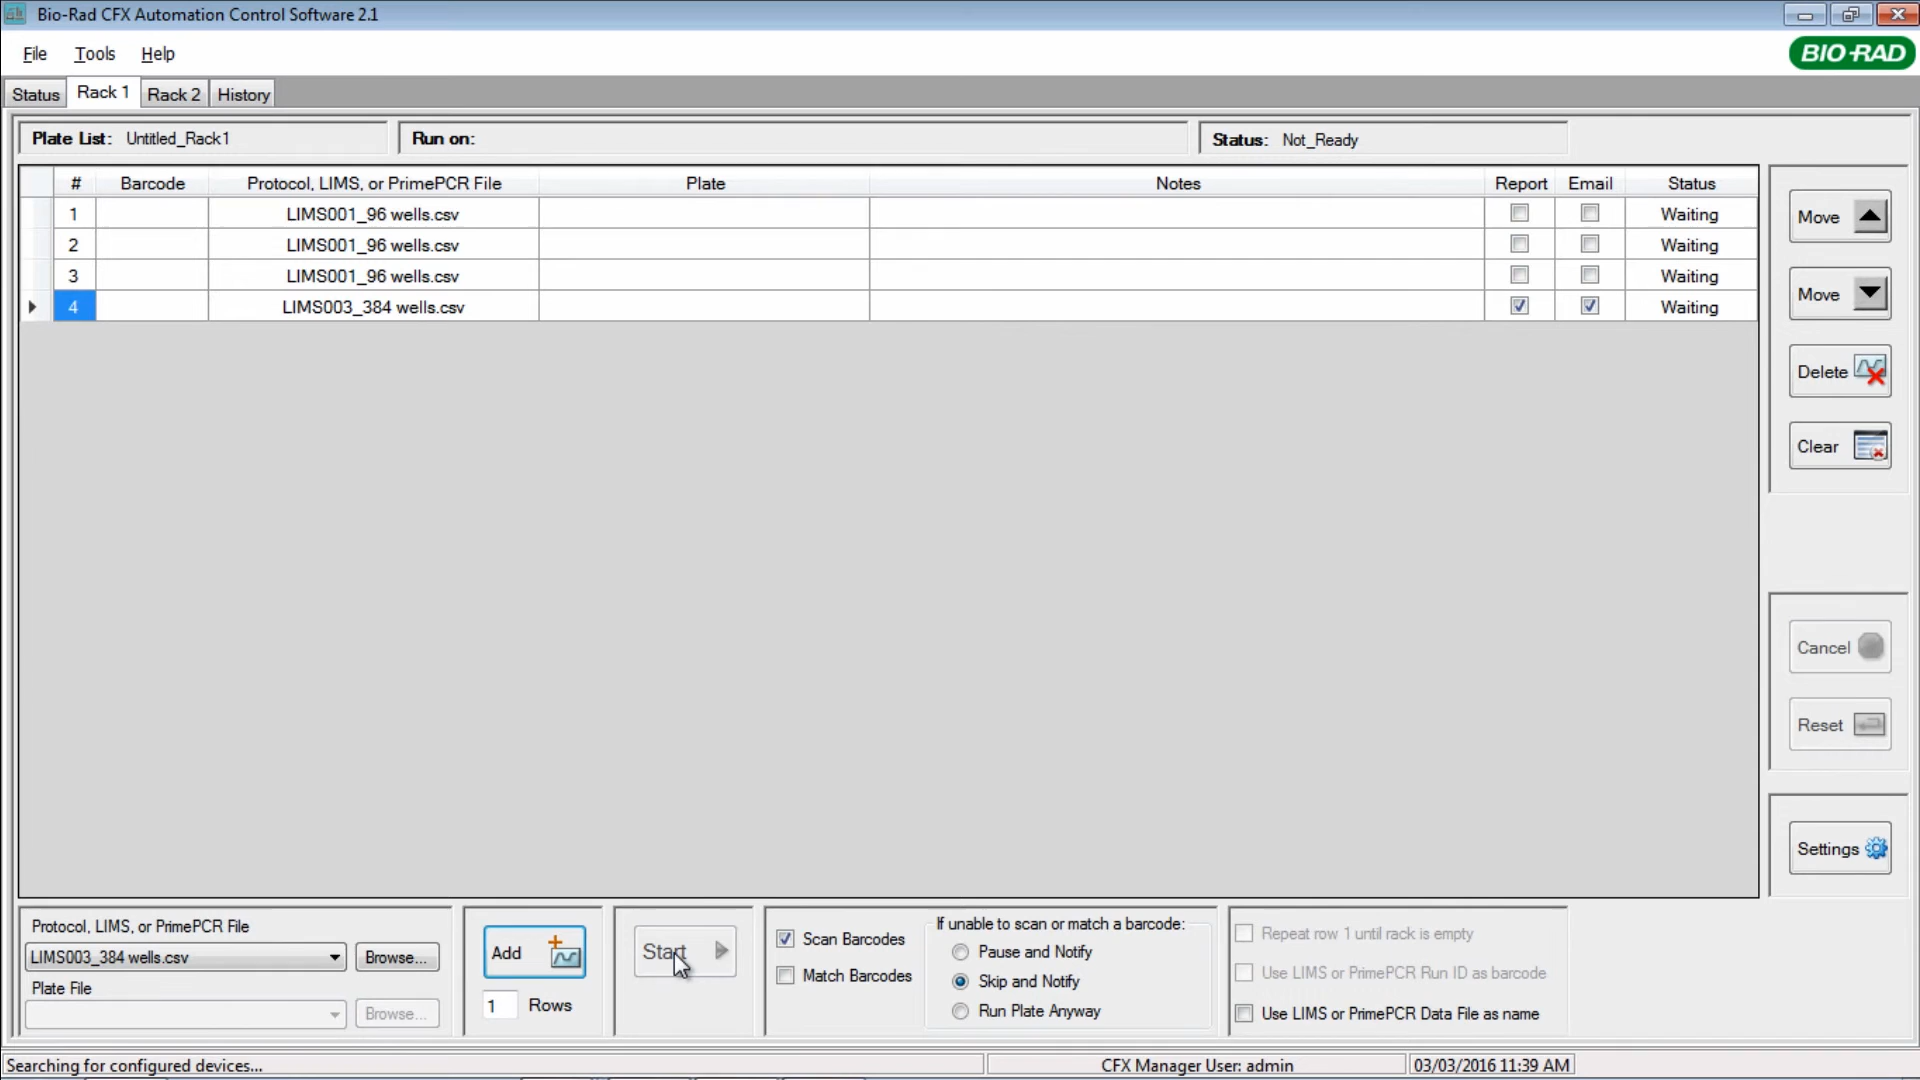 Bio-Rad CFX Automation Control Software 2.1
File Tools Help
BIO-RAD
Status Rack 1 Rack 2 History
Plate List: Untitled_Rack1 Run on: Status: Not_Ready
# Barcode Protocol, LIMS, or PrimePCR File Plate Notes Report Email Status
1 LIMS001_96 wells.csv Waiting
2 LIMS001_96 wells.csv Waiting
3 LIMS001_96 wells.csv Waiting
4 LIMS003_384 wells.csv Waiting
Move
Move
Delete
Clear
Cancel
Reset
Settings
Protocol, LIMS, or PrimePCR File
LIMS003_384 wells.csv Browse...
Plate File
Browse...
Add
1 Rows
Start
Scan Barcodes
Match Barcodes
If unable to scan or match a barcode:
Pause and Notify
Skip and Notify
Run Plate Anyway
Repeat row 1 until rack is empty
Use LIMS or PrimePCR Run ID as barcode
Use LIMS or PrimePCR Data File as name
Searching for configured devices... CFX Manager User: admin 03/03/2016 11:39 AM